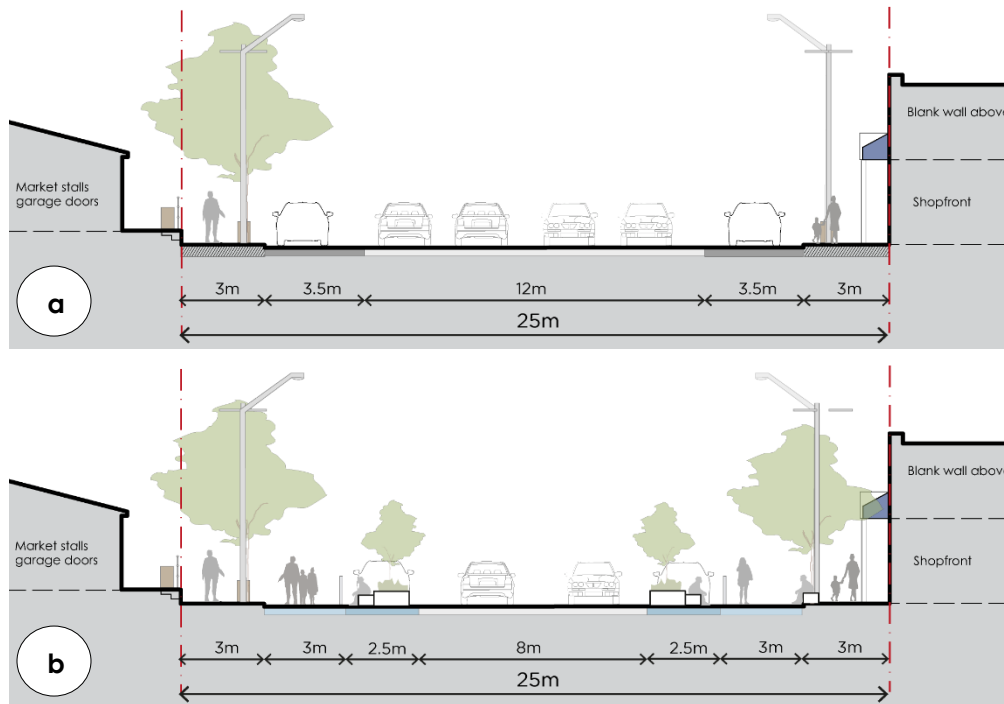 Blank wall above
Market stalls
garage doors
Shopfront
a
3m
3.5m
12m
3.5m
3m
25m
Blank wall above
Market stalls
garage doors
Shopfront
b
3m
3m
2.5m
8m
2.5m
3m
3m
25m